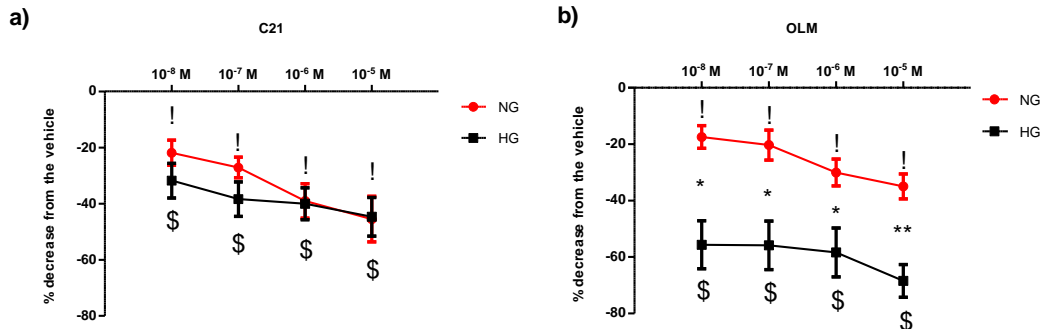 a)
C21
10⁻⁸ M 10⁻⁷ M 10⁻⁶ M 10⁻⁵ M
0
-20
-40
-60
-80
% decrease from the vehicle
! ! ! !
$ $ $ $
NG
HG
b)
OLM
10⁻⁸ M 10⁻⁷ M 10⁻⁶ M 10⁻⁵ M
0
-20
-40
-60
-80
% decrease from the vehicle
! ! ! !
* * * **
$ $ $ $
NG
HG